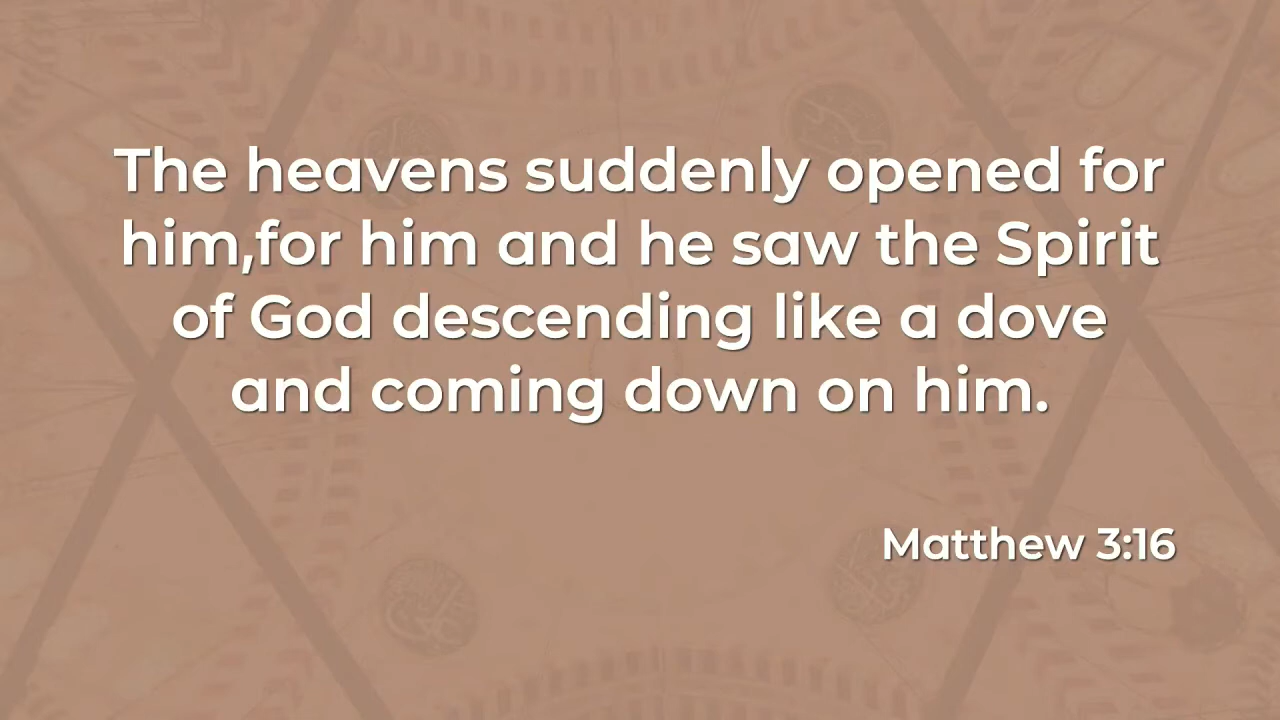 The heavens suddenly opened for
him,for him and he saw the Spirit
of God descending like a dove
and coming down on him.
Matthew 3:16